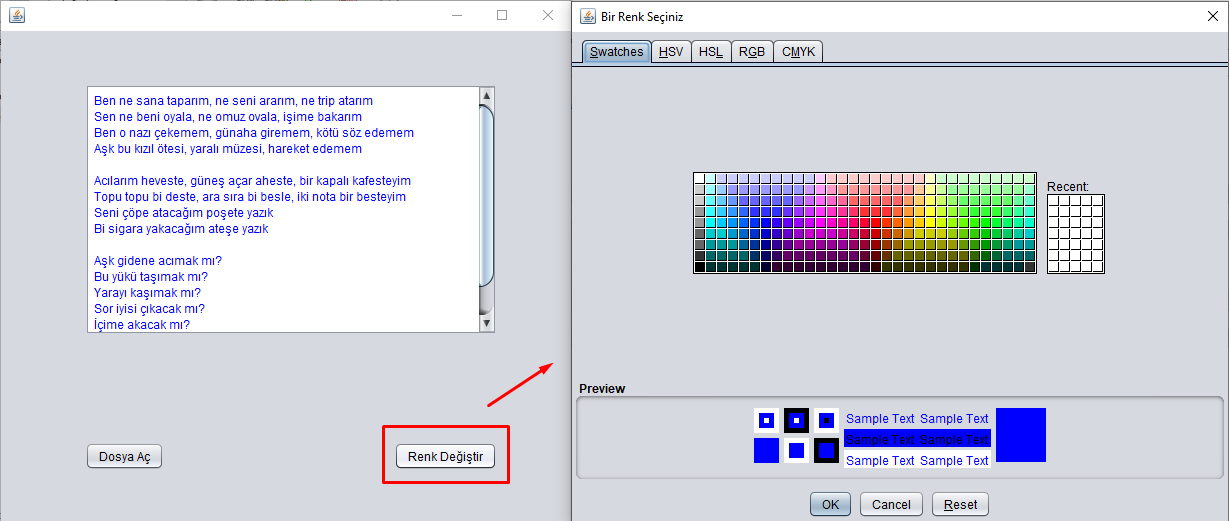 Ben ne sana taparım, ne seni ararım, ne trip atarım
Sen ne beni oyala, ne omuz ovala, işime bakarım
Ben o nazı çekemem, günaha giremem, kötü söz edemem
Aşk bu kızıl ötesi, yaralı müzesi, hareket edemem
Acılarım heveste, güneş açar aheste, bir kapalı kafesteyim
Topu topu bi deste, ara sıra bi besle, iki nota bir besteyim
Seni çöpe atacağım poşete yazık
Bi sigara yakacağım ateşe yazık
Aşk gidene acımak mı?
Bu yükü taşımak mı?
Yarayı kaşımak mı?
Sor iyisi çıkacak mı?
İçime akacak mı?
Dosya Aç
Renk Değiştir
Bir Renk Seçiniz
Swatches HSV HSL RGB CMYK
Recent:
Preview
Sample Text Sample Text
Sample Text Sample Text
Sample Text Sample Text
OK Cancel Reset